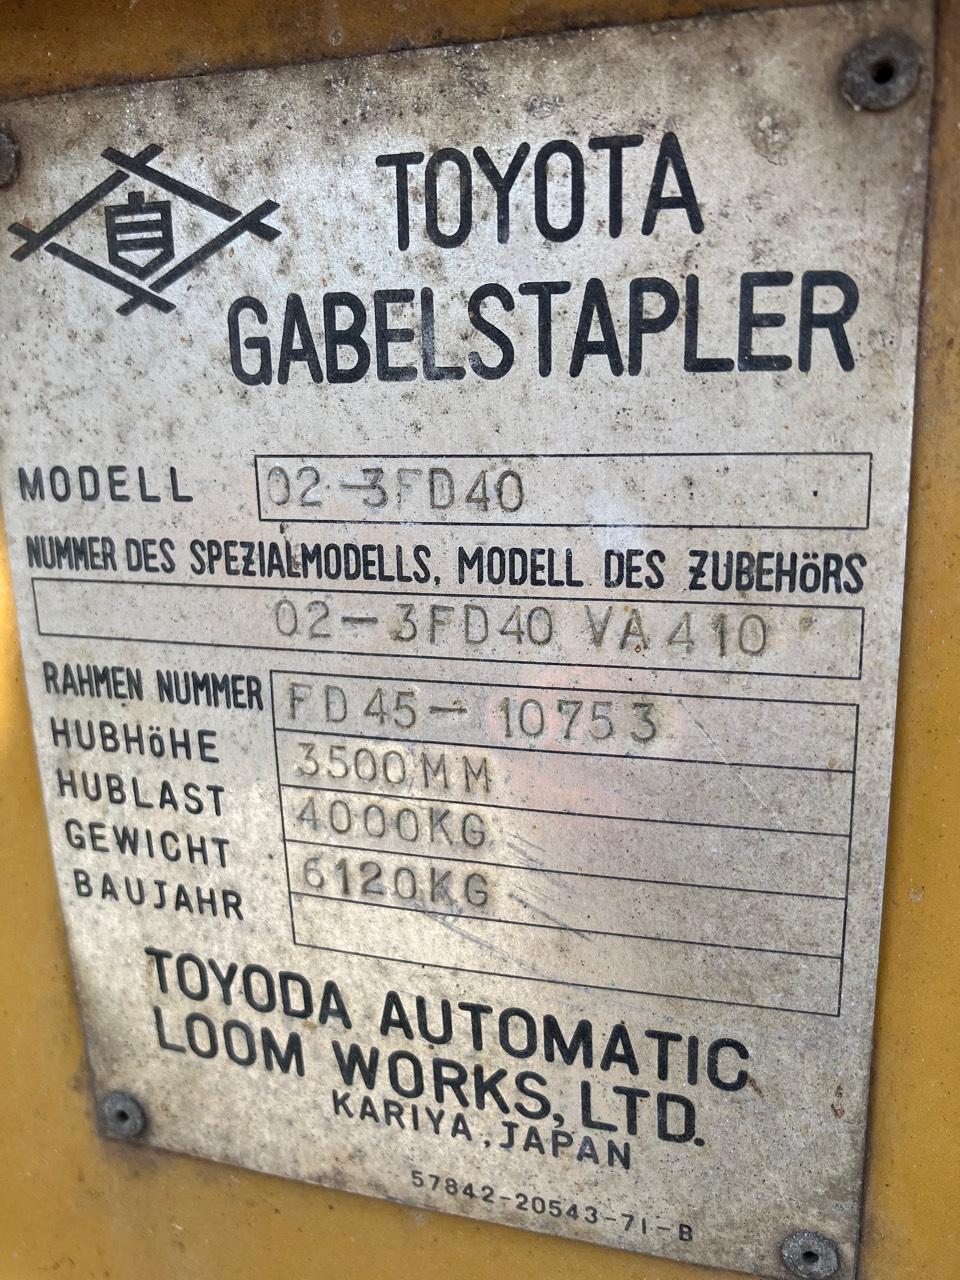 TOYOTA
GABELSTAPLER
MODELL 02-3FD40
NUMMER DES SPEZIALMODELLS, MODELL DES ZUBEHÖRS
02-3FD40 VA410
RAHMEN NUMMER FD45-10753
HUBHÖHE 3500MM
HUBLAST 4000KG
GEWICHT 6120KG
BAUJAHR
TOYODA AUTOMATIC
LOOM WORKS, LTD.
KARIYA, JAPAN
57842-20543-71-B